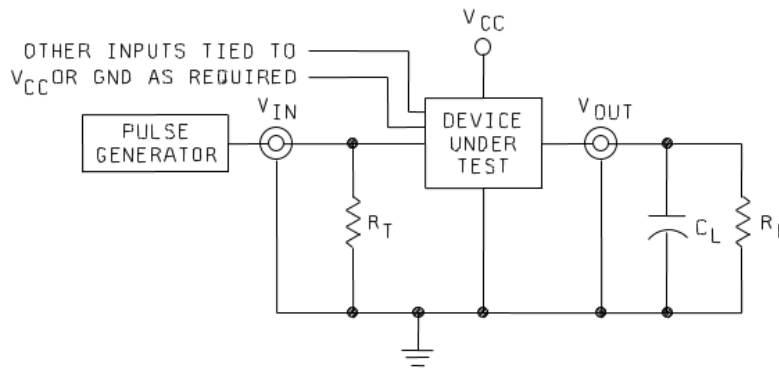 OTHER INPUTS TIED TO
VCC OR GND AS REQUIRED
VCC
VIN
PULSE
GENERATOR
DEVICE
UNDER
TEST
VOUT
RT
CL